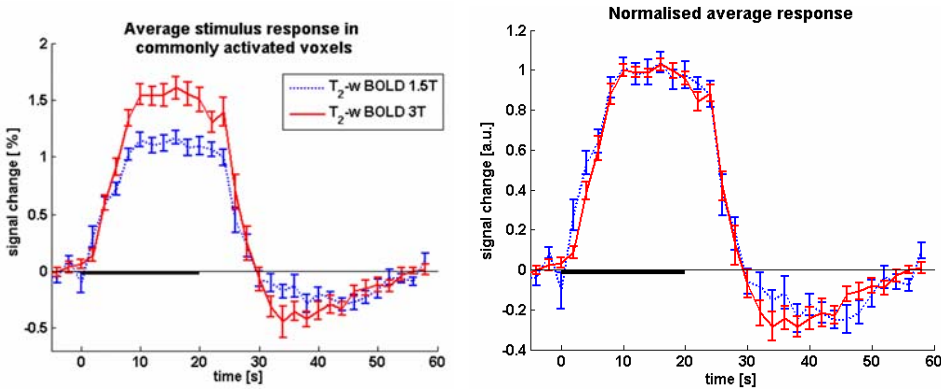 Average stimulus response in
commonly activated voxels
2
1.5
1
0.5
0
-0.5
signal change [ %]
T2-w BOLD 1.5T
T2-w BOLD 3T
0 10 20 30 40 50 60
time [s]
Normalised average response
1.2
1
0.8
0.6
0.4
0.2
0
-0.2
-0.4
signal change [a.u.]
0 10 20 30 40 50 60
time [s]